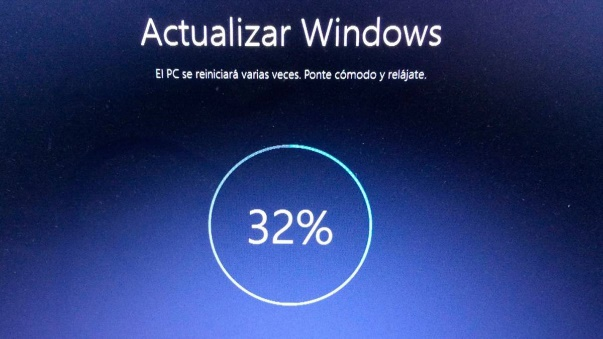 Actualizar Windows
El PC se reiniciará varias veces. Ponte cómodo y relájate.
32%